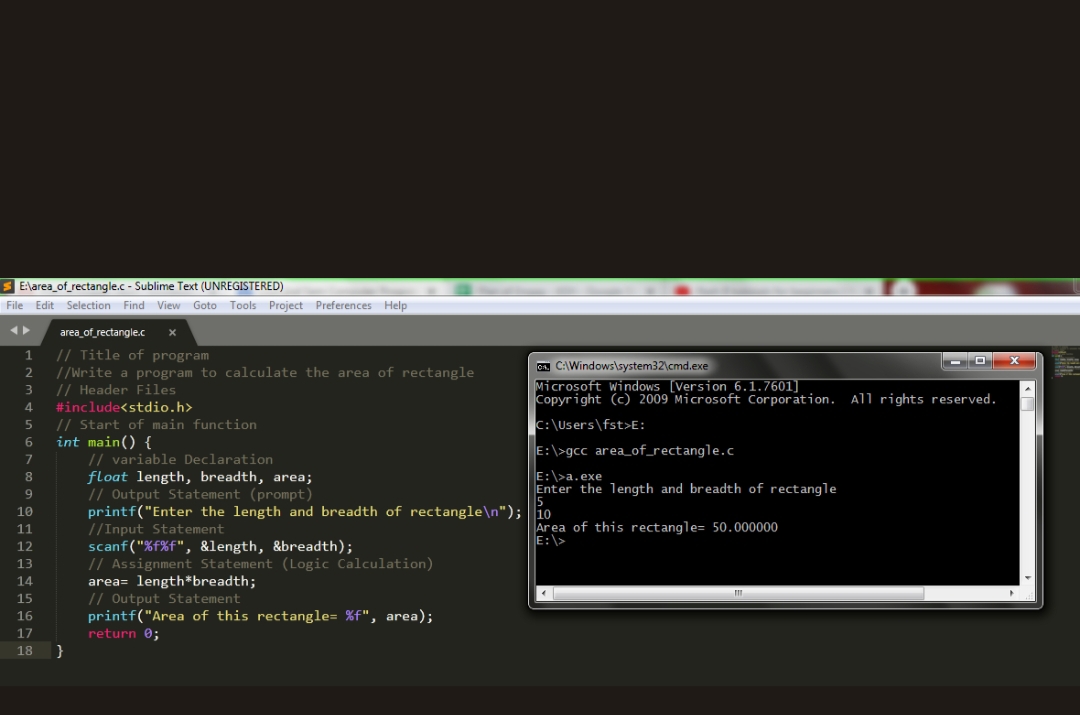 E:\area_of_rectangle.c - Sublime Text (UNREGISTERED)
File Edit Selection Find View Goto Tools Project Preferences Help
area_of_rectangle.c
1 // Title of program
2 //Write a program to calculate the area of rectangle
3 // Header Files
4 #include<stdio.h>
5 // Start of main function
6 int main() {
7 // variable Declaration
8 float length, breadth, area;
9 // Output Statement (prompt)
10 printf("Enter the length and breadth of rectangle\n");
11 //Input Statement
12 scanf("%f%f", &length, &breadth);
13 // Assignment Statement (Logic Calculation)
14 area= length*breadth;
15 // Output Statement
16 printf("Area of this rectangle= %f", area);
17 return 0;
18 }
C:\Windows\system32\cmd.exe
Microsoft Windows [Version 6.1.7601]
Copyright (c) 2009 Microsoft Corporation. All rights reserved.
C:\Users\fst>E:
E:\>gcc area_of_rectangle.c
E:\>a.exe
Enter the length and breadth of rectangle
5
10
Area of this rectangle= 50.000000
E:\>